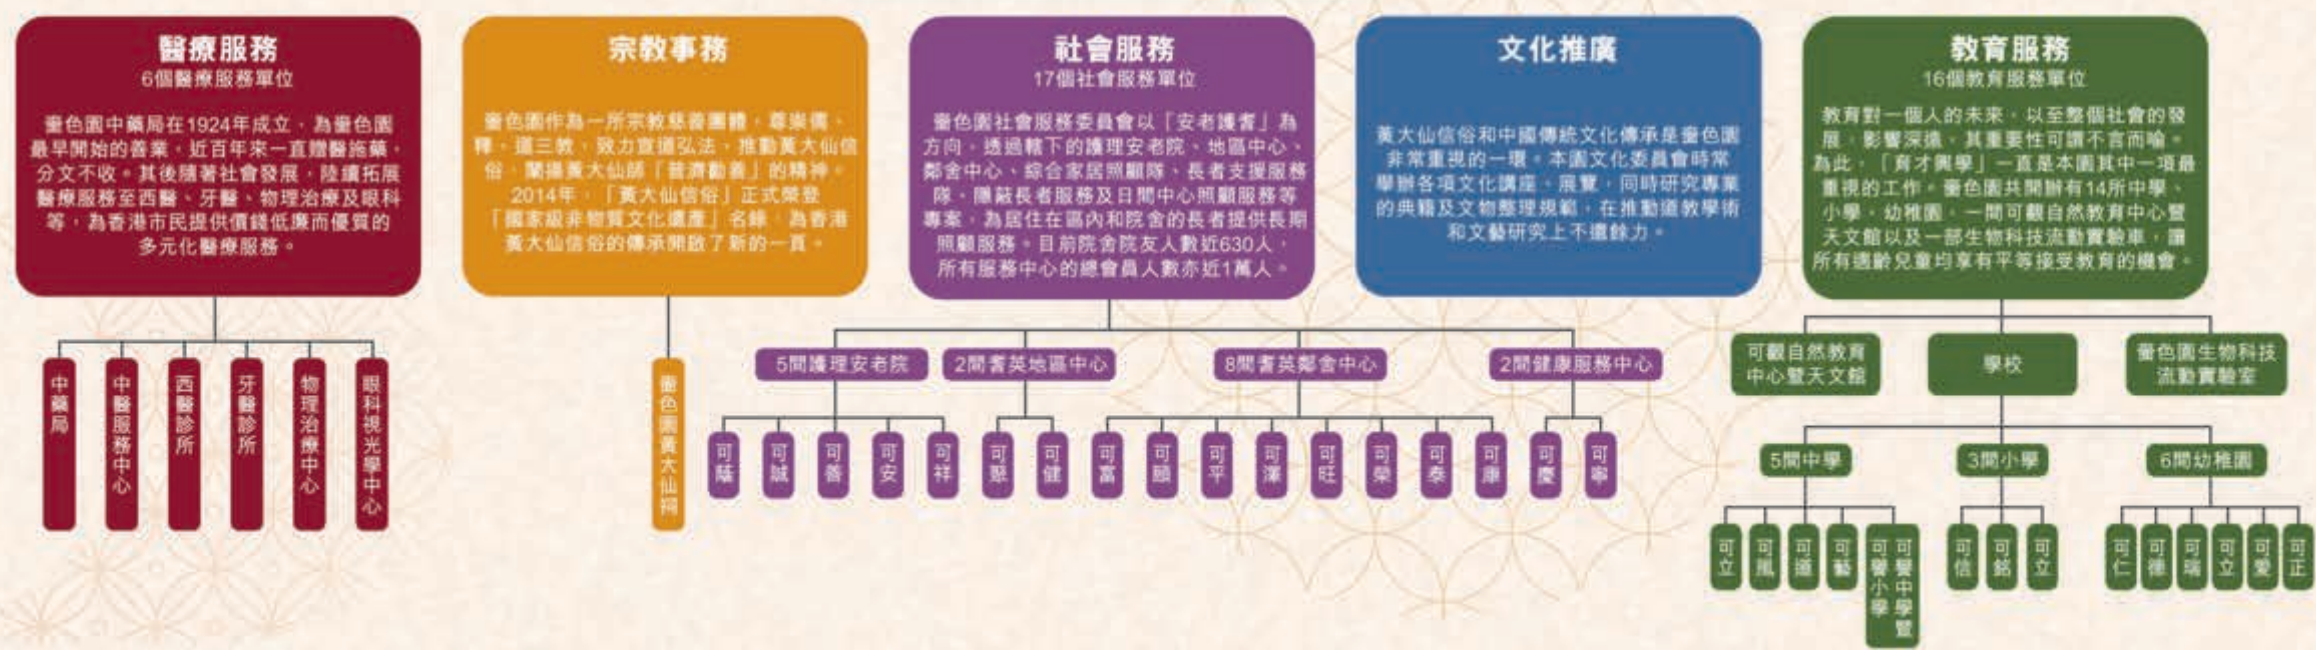 醫療服務
6個醫療服務單位
嗇色園中藥局在1924年成立，為嗇色園
最早開始的善業，近百年來一直贈醫施藥，
分文不收。其後隨著社會發展，陸續拓展
醫療服務至西醫、牙醫、物理治療及眼科
等，為香港市民提供價錢低廉而優質的
多元化醫療服務。
中藥局
中醫服務中心
西醫診所
牙醫診所
物理治療中心
眼科視光學中心
宗教事務
嗇色園作為一所宗教慈善團體，尊崇儒、
釋、道三教，致力宣道弘法，推動黃大仙信
俗，闡揚黃大仙師「普濟勸善」的精神。
2014年，「黃大仙信俗」正式榮登
「國家級非物質文化遺產」名錄，為香港
黃大仙信俗的傳承開啟了新的一頁。
嗇色園黃大仙祠
社會服務
17個社會服務單位
嗇色園社會服務委員會以「安老護耆」為
方向，透過轄下的護理安老院、地區中心、
鄰舍中心、綜合家居照顧隊、長者支援服務
隊、隱蔽長者服務及日間中心照顧服務等
專案，為居住在區內和院舍的長者提供長期
照顧服務。目前院舍院友人數近630人，
所有服務中心的總會員人數亦近1萬人。
5間護理安老院
可蔭
可誠
可善
可安
可祥
2間耆英地區中心
可聚
可健
8間耆英鄰舍中心
可富
可頤
可平
可澤
可旺
可榮
可泰
可康
2間健康服務中心
可慶
可寧
文化推廣
黃大仙信俗和中國傳統文化傳承是嗇色園
非常重視的一環。本園文化委員會時常
舉辦各項文化講座、展覽，同時研究專業
的典籍及文物整理規範，在推動道教學術
和文藝研究上不遺餘力。
教育服務
16個教育服務單位
教育對一個人的未來，以至整個社會的發
展，影響深遠，其重要性可謂不言而喻。
為此，「育才興學」一直是本園其中一項最
重視的工作。嗇色園共開辦有14所中學、
小學、幼稚園，一間可觀自然教育中心暨
天文館以及一部生物科技流動實驗車，讓
所有適齡兒童均享有平等接受教育的機會。
可觀自然教育
中心暨天文館
學校
嗇色園生物科技
流動實驗室
5間中學
可立
可風
可道
可藝
可譽中學暨
可譽小學
3間小學
可信
可銘
可立
6間幼稚園
可仁
可德
可瑞
可立
可愛
可正